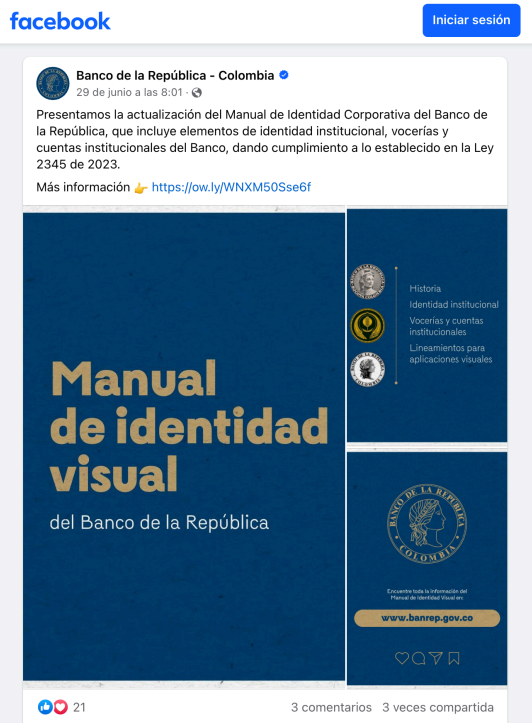 facebook
Iniciar sesión
Banco de la República - Colombia
29 de junio a las 8:01 ·
Presentamos la actualización del Manual de Identidad Corporativa del Banco de
la República, que incluye elementos de identidad institucional, vocerías y
cuentas institucionales del Banco, dando cumplimiento a lo establecido en la Ley
2345 de 2023.
Más información 👉 https://ow.ly/WNXM50Sse6f
Manual
de identidad
visual
del Banco de la República
Historia
Identidad institucional
Vocerías y cuentas
institucionales
Lineamientos para
aplicaciones visuales
BANCO DE LA REPÚBLICA
COLOMBIA
Encuentre toda la información del
Manual de Identidad Visual en:
www.banrep.gov.co
21
3 comentarios 3 veces compartida